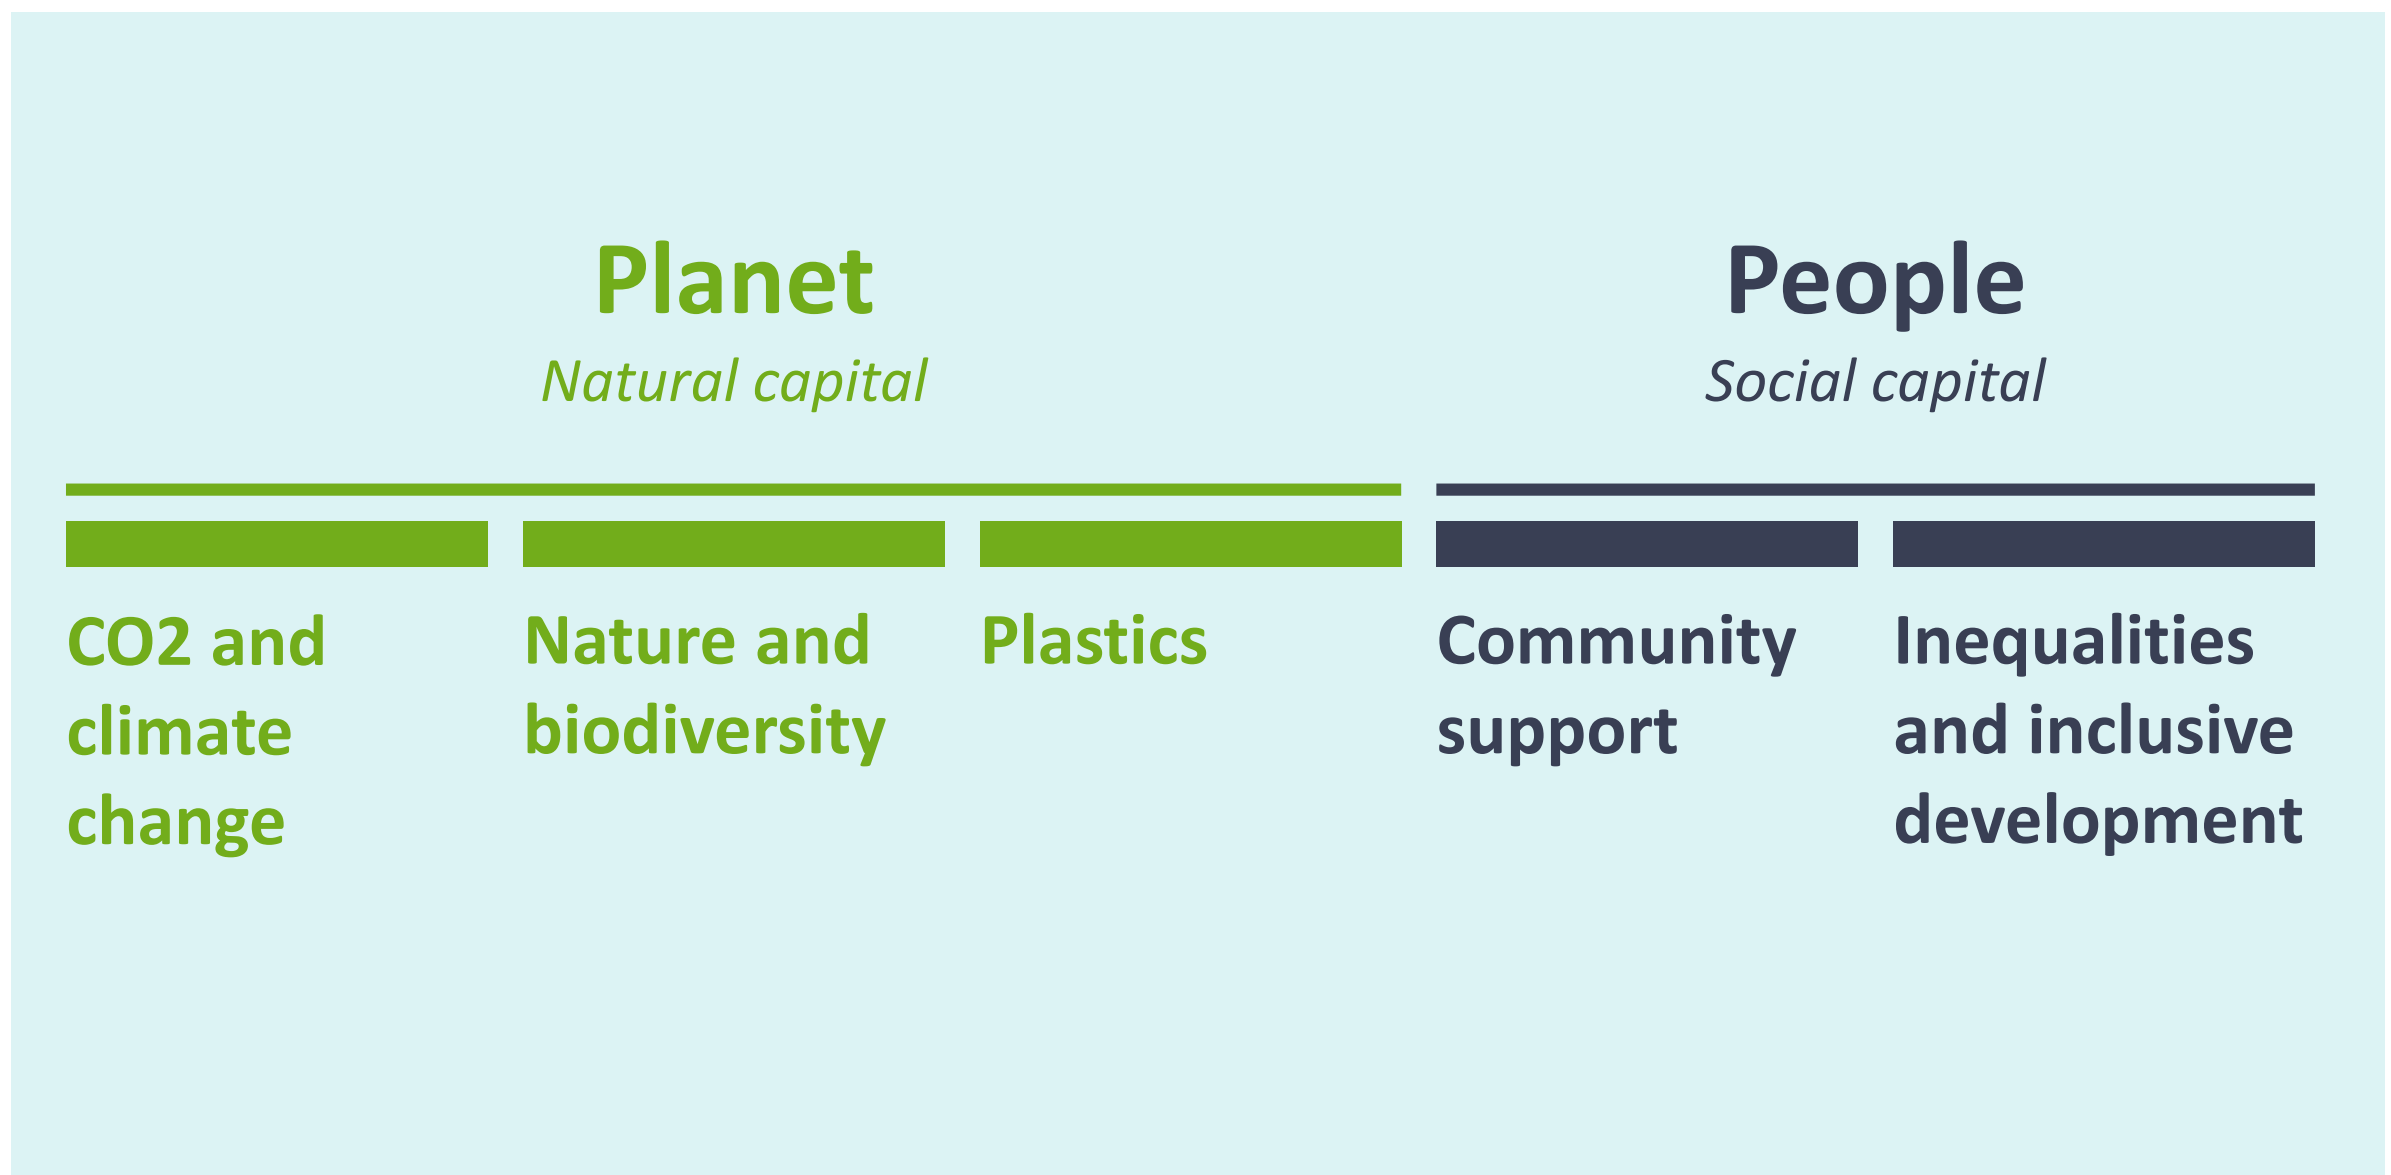 Planet
Natural capital
People
Social capital
CO2 and
climate
change
Nature and
biodiversity
Plastics
Community
support
Inequalities
and inclusive
development